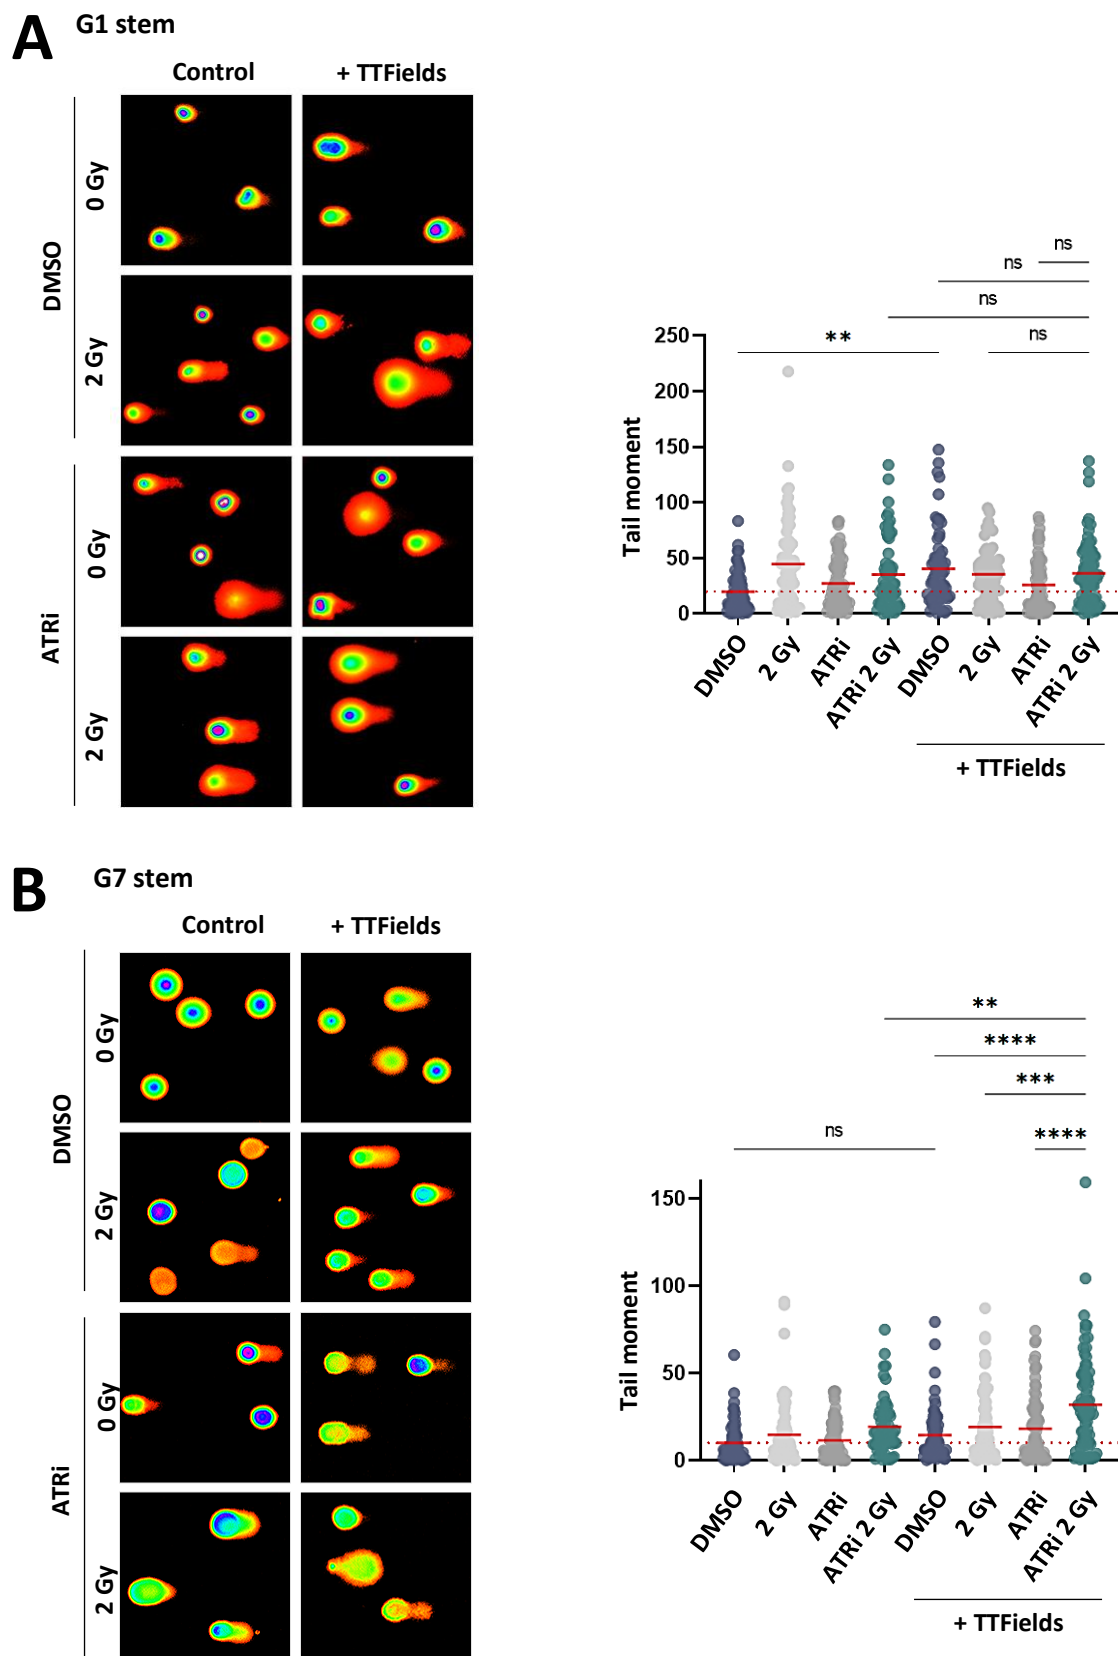 A
G1 stem
Control
+ TTFields
DMSO
0 Gy
2 Gy
ATRi
0 Gy
2 Gy
ns
ns
ns
**
ns
Tail moment
250
200
150
100
50
0
DMSO
2 Gy
ATRi
ATRi 2 Gy
DMSO
2 Gy
ATRi
ATRi 2 Gy
+ TTFields
B
G7 stem
Control
+ TTFields
DMSO
0 Gy
2 Gy
ATRi
0 Gy
2 Gy
**
****
***
ns
****
Tail moment
150
100
50
0
DMSO
2 Gy
ATRi
ATRi 2 Gy
DMSO
2 Gy
ATRi
ATRi 2 Gy
+ TTFields